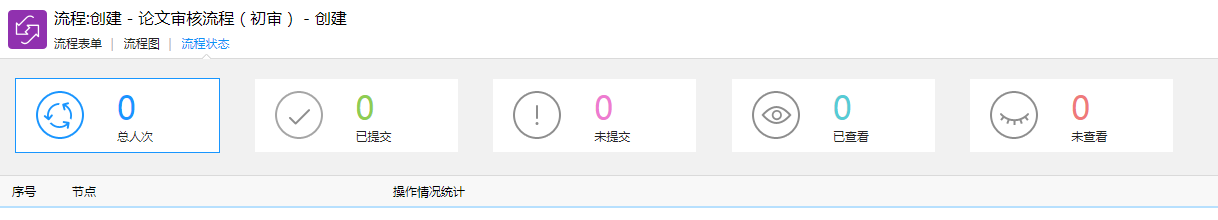 流程:创建 - 论文审核流程（初审） - 创建
流程表单 | 流程图 | 流程状态
0
总人次
0
已提交
0
未提交
0
已查看
0
未查看
序号 节点 操作情况统计